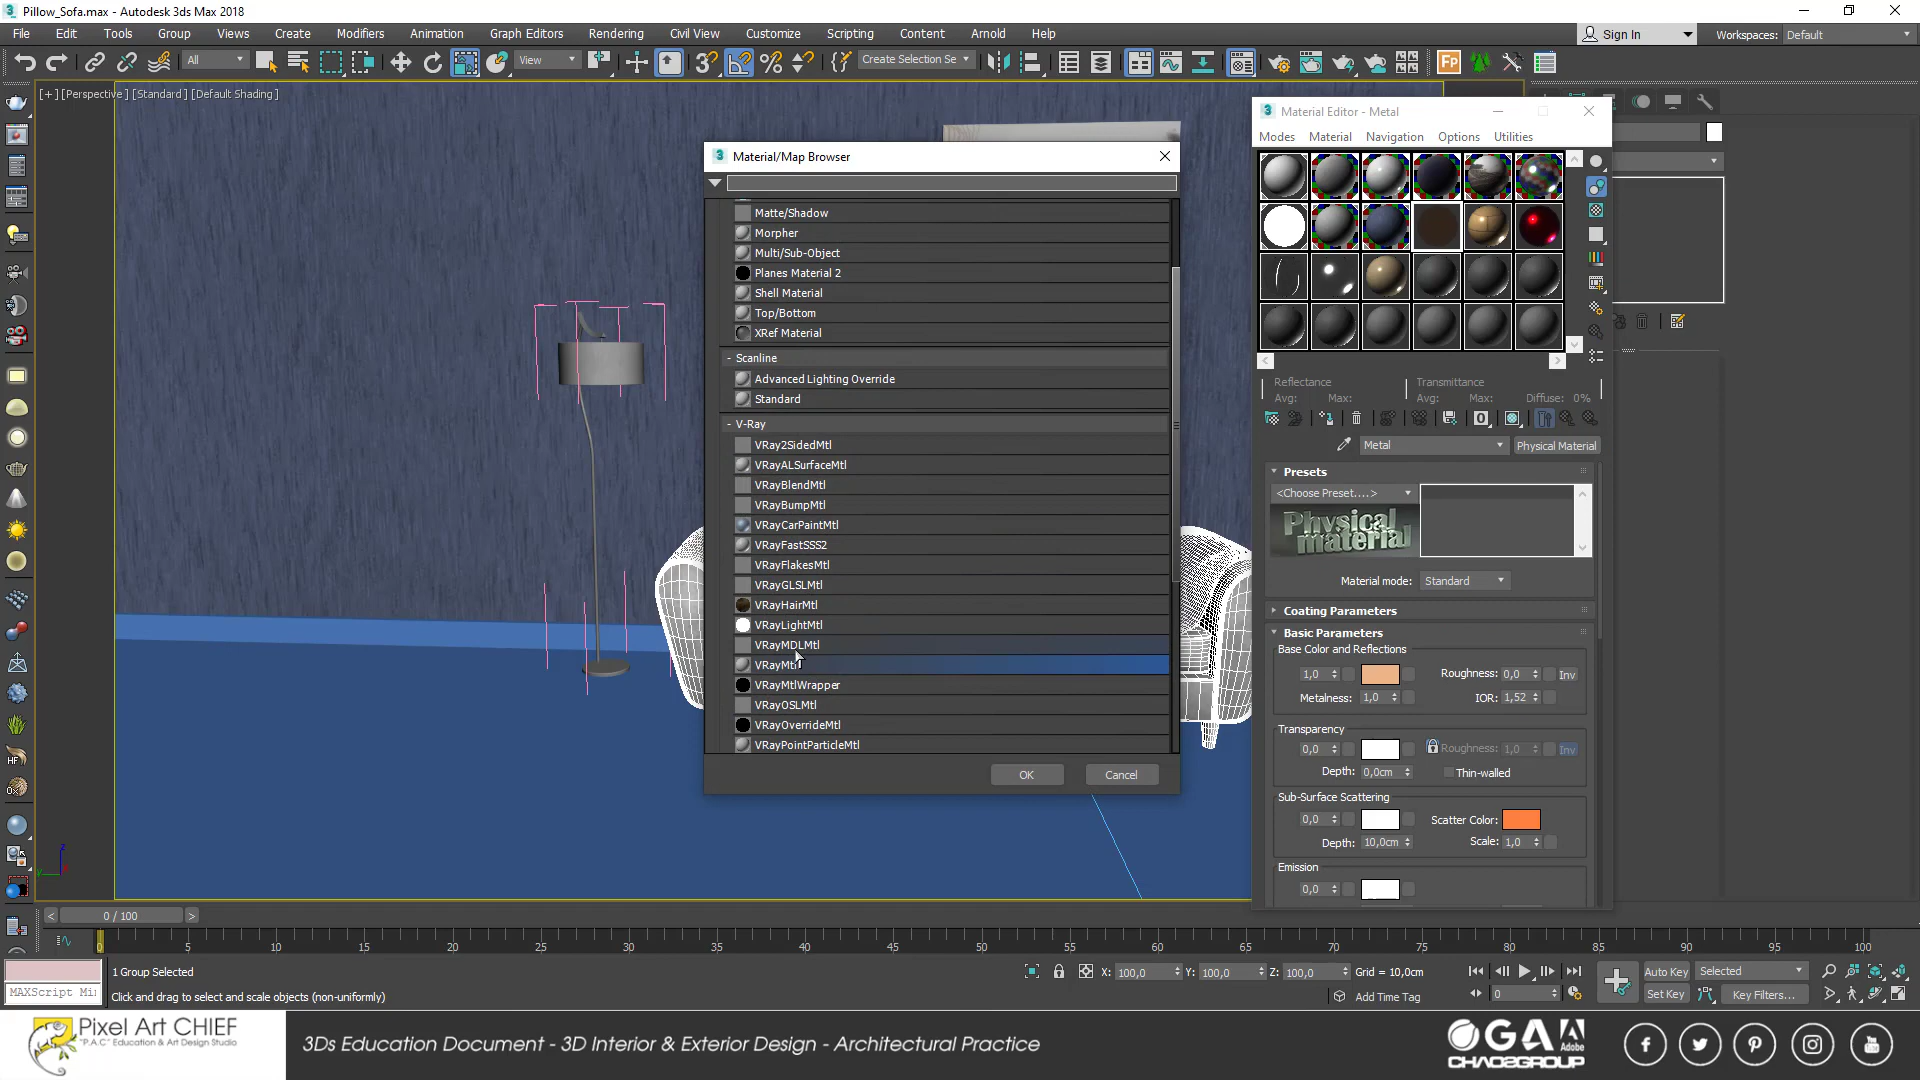 Pillow_Sofa.max - Autodesk 3ds Max 2018
File Edit Tools Group Views Create Modifiers Animation Graph Editors Rendering Civil View Customize Scripting Content Arnold Help
Sign In Workspaces: Default
All View Create Selection Se
[+] [Perspective] [Standard] [Default Shading]
Material/Map Browser
Matte/Shadow
Morpher
Multi/Sub-Object
Planes Material 2
Shell Material
Top/Bottom
XRef Material
- Scanline
Advanced Lighting Override
Standard
- V-Ray
VRay2SidedMtl
VRayALSurfaceMtl
VRayBlendMtl
VRayBumpMtl
VRayCarPaintMtl
VRayFastSSS2
VRayFlakesMtl
VRayGLSLMtl
VRayHairMtl
VRayLightMtl
VRayMDLMtl
VRayMtl
VRayMtlWrapper
VRayOSLMtl
VRayOverrideMtl
VRayPointParticleMtl
OK Cancel
Material Editor - Metal
Modes Material Navigation Options Utilities
Reflectance Transmittance
Avg: Max: Avg: Max: Diffuse: 0%
Metal Physical Material
Presets
<Choose Preset....>
Physical material
Material mode: Standard
Coating Parameters
Basic Parameters
Base Color and Reflections
1,0 Roughness: 0,0 Inv
Metalness: 1,0 IOR: 1,52
Transparency
0,0 Roughness: 1,0 Inv
Depth: 0,0cm Thin-walled
Sub-Surface Scattering
0,0 Scatter Color:
Depth: 10,0cm Scale: 1,0
Emission
0,0
< 0 / 100 >
0 5 10 15 20 25 30 35 40 45 50 55 60 65 70 75 80 85 90 95 100
1 Group Selected X: 100,0 Y: 100,0 Z: 100,0 Grid = 10,0cm Auto Key Selected
MAXScript Mi Click and drag to select and scale objects (non-uniformly) Add Time Tag 0 Set Key Key Filters...
Pixel Art CHIEF
"P.A.C" Education & Art Design Studio
3Ds Education Document - 3D Interior & Exterior Design - Architectural Practice
Adobe
CHAOSGROUP